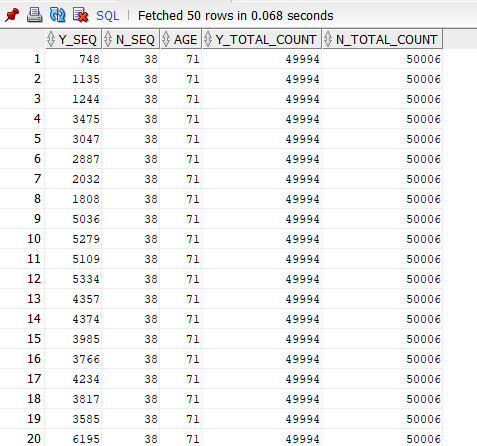 SQL | Fetched 50 rows in 0.068 seconds
Y_SEQ N_SEQ AGE Y_TOTAL_COUNT N_TOTAL_COUNT
1 748 38 71 49994 50006
2 1135 38 71 49994 50006
3 1244 38 71 49994 50006
4 3475 38 71 49994 50006
5 3047 38 71 49994 50006
6 2887 38 71 49994 50006
7 2032 38 71 49994 50006
8 1808 38 71 49994 50006
9 5036 38 71 49994 50006
10 5279 38 71 49994 50006
11 5109 38 71 49994 50006
12 5334 38 71 49994 50006
13 4357 38 71 49994 50006
14 4374 38 71 49994 50006
15 3985 38 71 49994 50006
16 3766 38 71 49994 50006
17 4234 38 71 49994 50006
18 3817 38 71 49994 50006
19 3585 38 71 49994 50006
20 6195 38 71 49994 50006